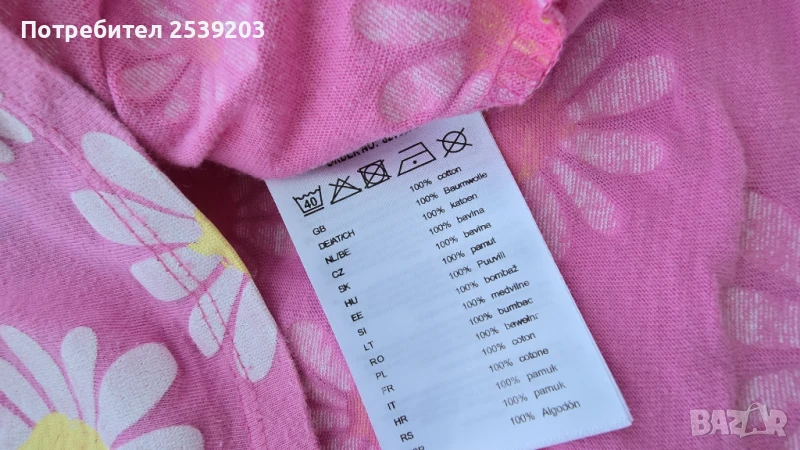 Потребител 2539203
40
GB 100% cotton
DE/AT/CH 100% Baumwolle
NL/BE 100% katoen
CZ 100% bavlna
SK 100% bavlna
HU 100% pamut
EE 100% Puuvill
SI 100% bombaž
LT 100% medvilnė
RO 100% bumbac
PL 100% bawełna
FR 100% coton
IT 100% cotone
HR 100% pamuk
RS 100% pamuk
100% Algodón
BAZAR